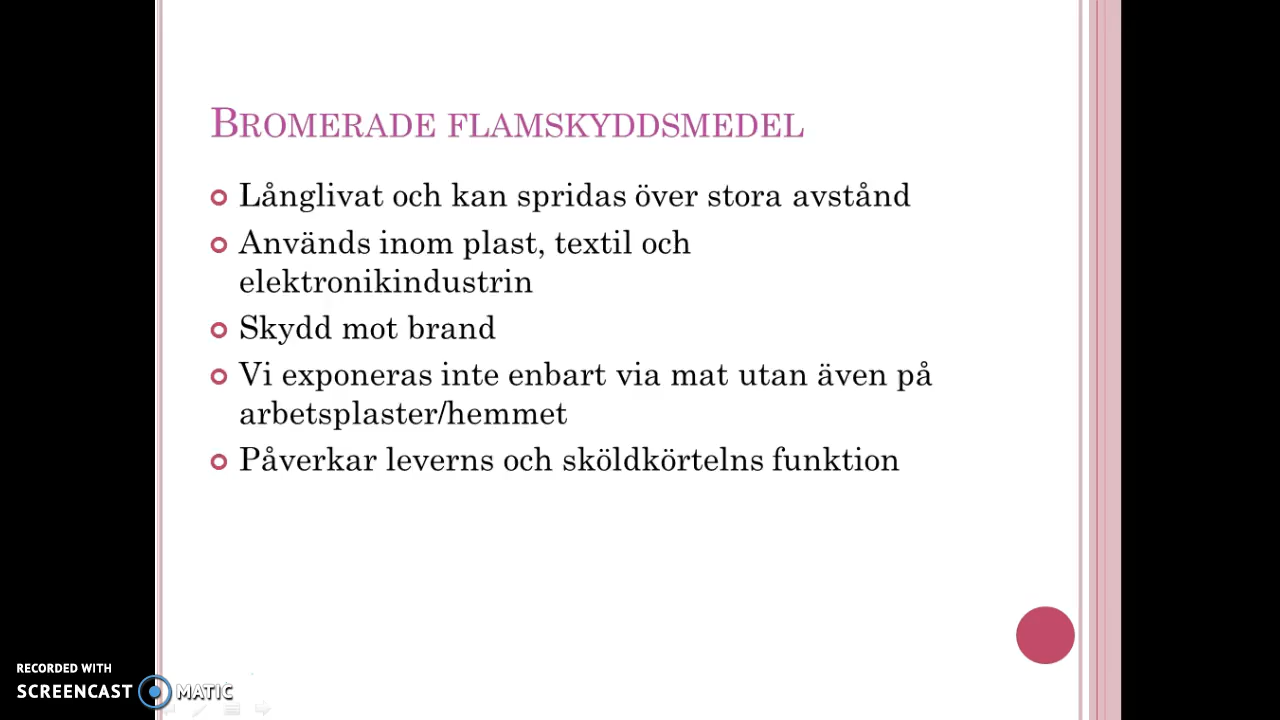 BROMERADE FLAMSKYDDSMEDEL
Långlivat och kan spridas över stora avstånd
Används inom plast, textil och
elektronikindustrin
Skydd mot brand
Vi exponeras inte enbart via mat utan även på
arbetsplaster/hemmet
Påverkar leverns och sköldkörtelns funktion
RECORDED WITH
SCREENCAST MATIC